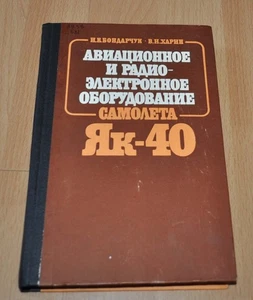 И.И.БОНДАРЧУК · В.И.ХАРИН
АВИАЦИОННОЕ
И РАДИО-
ЭЛЕКТРОННОЕ
ОБОРУДОВАНИЕ
САМОЛЕТА
Як-40